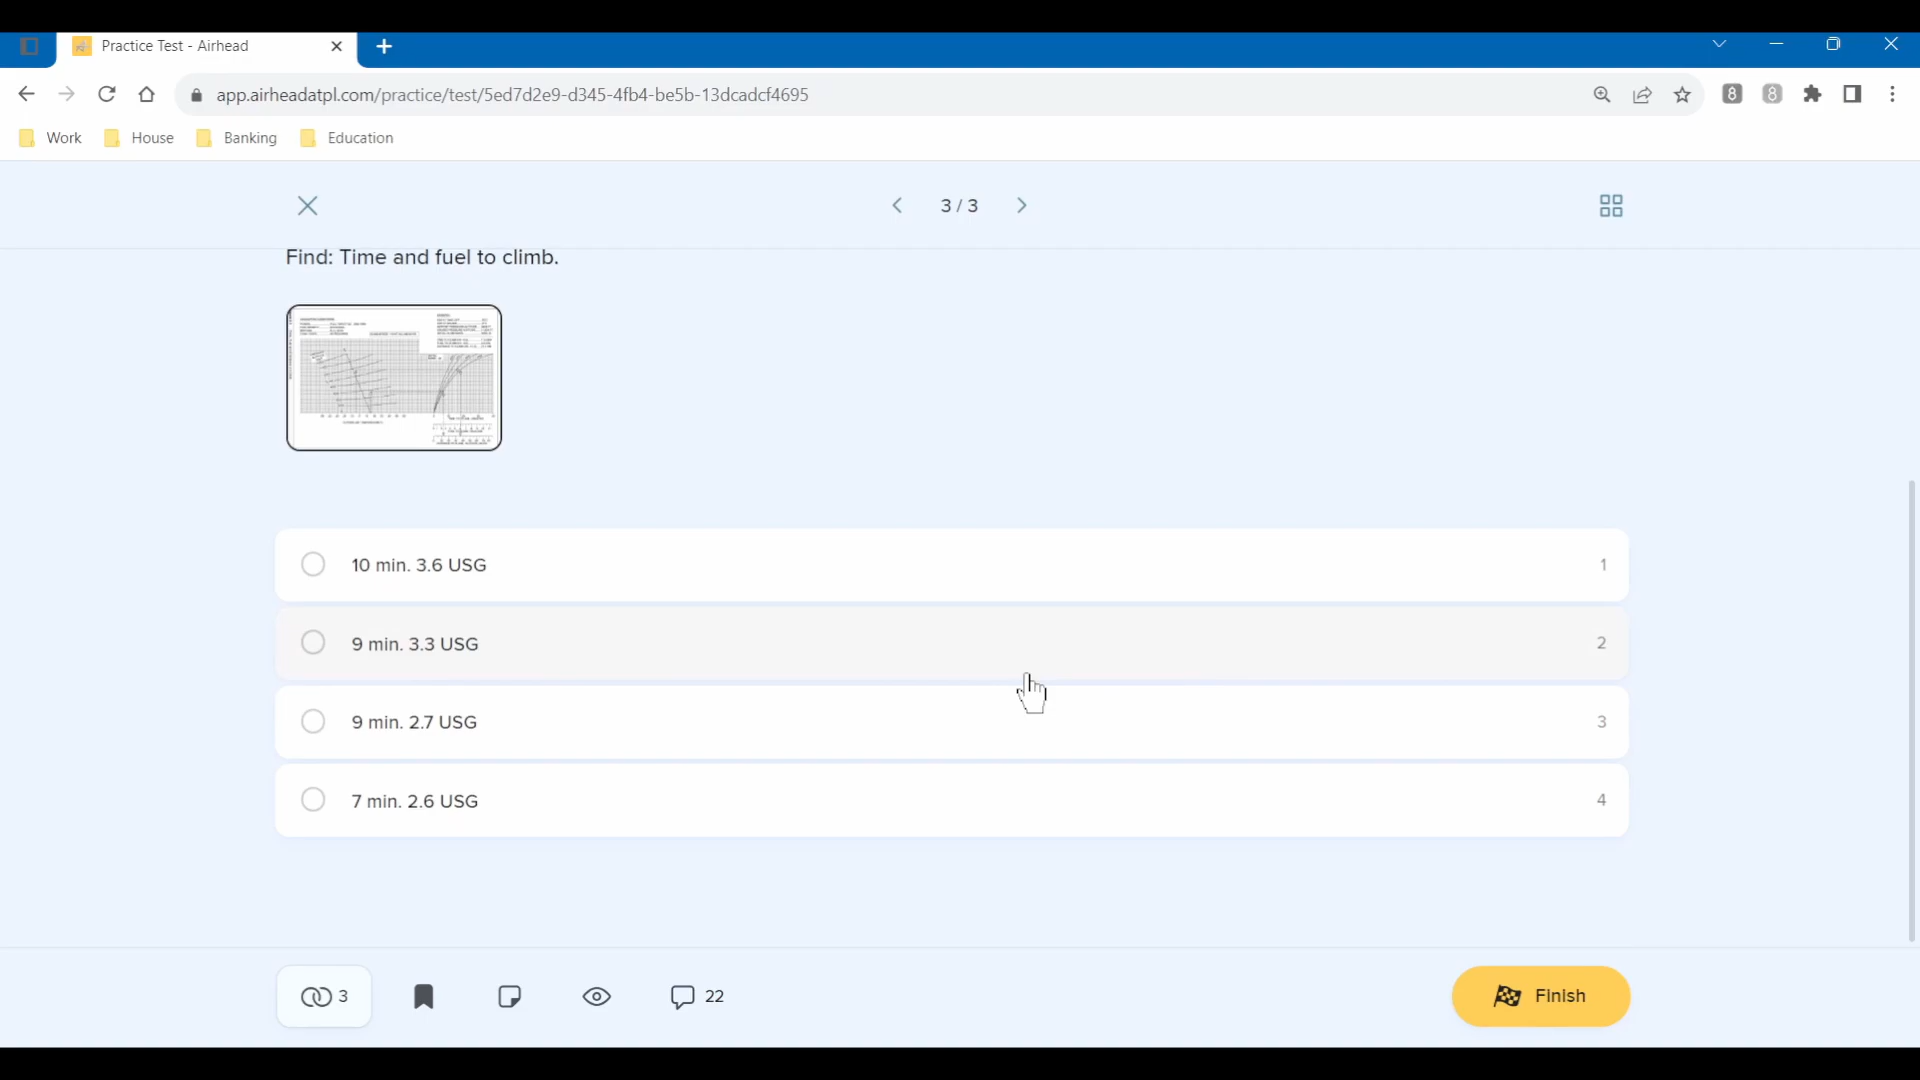 Practice Test - Airhead
app.airheadatpl.com/practice/test/5ed7d2e9-d345-4fb4-be5b-13dcadcf4695
8 8
Work House Banking Education
3 / 3
Find: Time and fuel to climb.
10 min. 3.6 USG 1
9 min. 3.3 USG 2
9 min. 2.7 USG 3
7 min. 2.6 USG 4
3 22 Finish